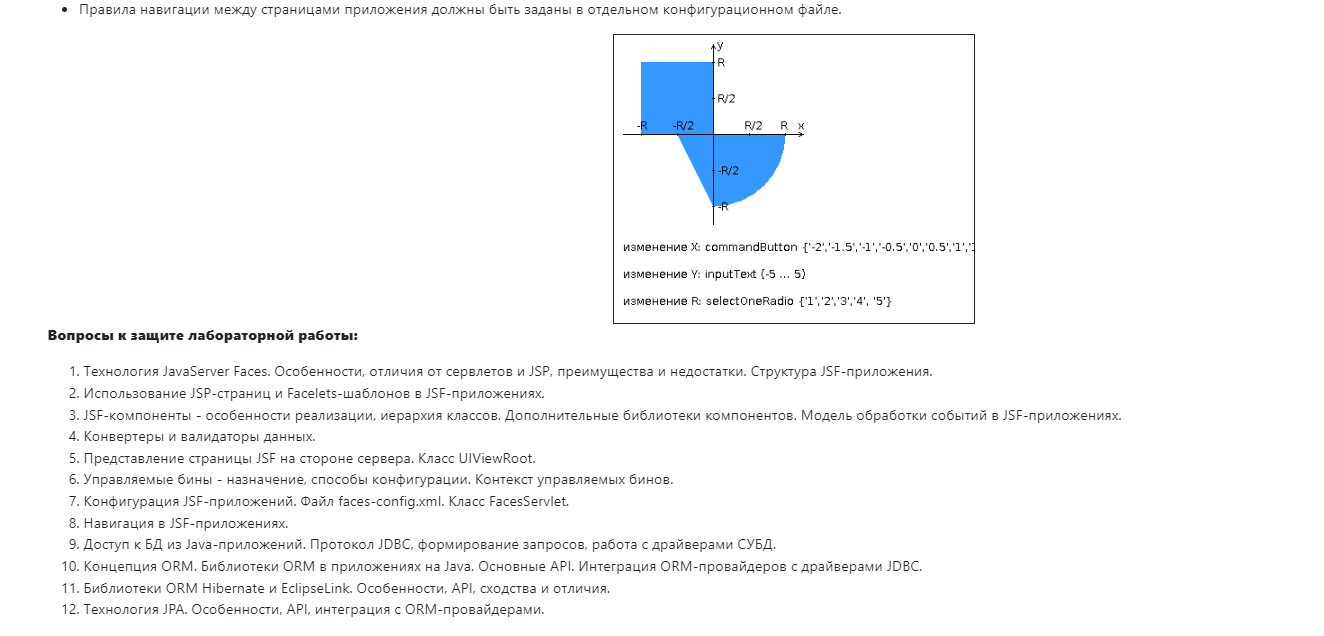 Правила навигации между страницами приложения должны быть заданы в отдельном конфигурационном файле.
y
R
R/2
-R -R/2 R/2 R x
-R/2
-R
изменение X: commandButton {'-2','-1.5','-1','-0.5','0','0.5','1',
изменение Y: inputText {-5 ... 5}
изменение R: selectOneRadio {'1','2','3','4', '5'}
Вопросы к защите лабораторной работы:
1. Технология JavaServer Faces. Особенности, отличия от сервлетов и JSP, преимущества и недостатки. Структура JSF-приложения.
2. Использование JSP-страниц и Facelets-шаблонов в JSF-приложениях.
3. JSF-компоненты - особенности реализации, иерархия классов. Дополнительные библиотеки компонентов. Модель обработки событий в JSF-приложениях.
4. Конвертеры и валидаторы данных.
5. Представление страницы JSF на стороне сервера. Класс UIViewRoot.
6. Управляемые бины - назначение, способы конфигурации. Контекст управляемых бинов.
7. Конфигурация JSF-приложений. Файл faces-config.xml. Класс FacesServlet.
8. Навигация в JSF-приложениях.
9. Доступ к БД из Java-приложений. Протокол JDBC, формирование запросов, работа с драйверами СУБД.
10. Концепция ORM. Библиотеки ORM в приложениях на Java. Основные API. Интеграция ORM-провайдеров с драйверами JDBC.
11. Библиотеки ORM Hibernate и EclipseLink. Особенности, API, сходства и отличия.
12. Технология JPA. Особенности, API, интеграция с ORM-провайдерами.